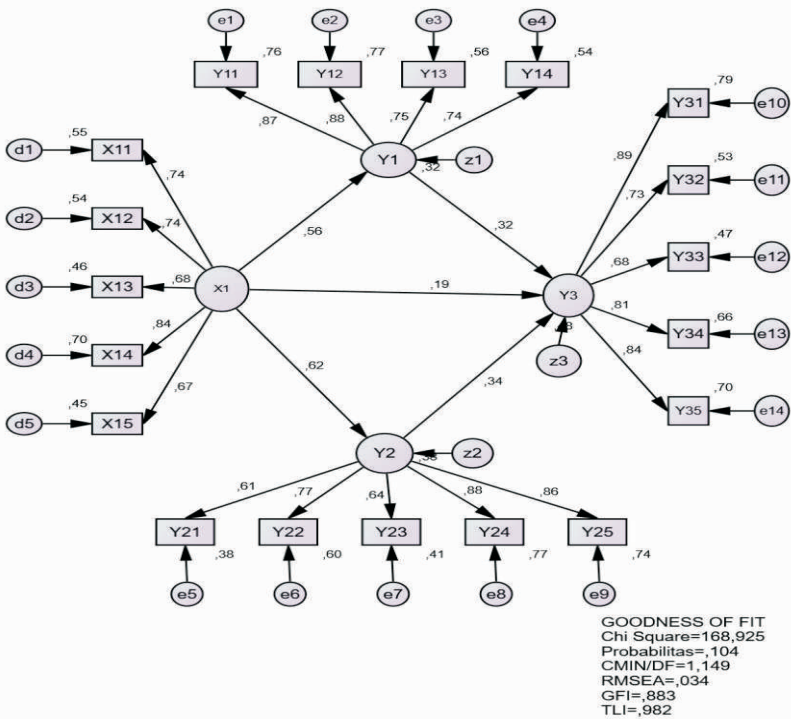 e1 e2 e3 e4
,76 ,77 ,56 ,54
Y11 Y12 Y13 Y14
,87 ,88 ,75 ,74
,79
Y31 e10
,55
d1 X11
,74
Y1 z1
,32
,89
,53
Y32 e11
,73
,54
d2 X12
,74
,56
,32
,47
Y33 e12
,68
,46
d3 X13
,68
X1
,19
Y3
,81
,66
Y34 e13
z3
,84
,70
d4 X14
,84
,62
,34
,70
Y35 e14
,67
,45
d5 X15
Y2 z2
,61 ,77 ,64 ,88 ,86
Y21 Y22 Y23 Y24 Y25
,38 ,60 ,41 ,77 ,74
e5 e6 e7 e8 e9
GOODNESS OF FIT
Chi Square=168,925
Probabilitas=,104
CMIN/DF=1,149
RMSEA=,034
GFI=,883
TLI=,982